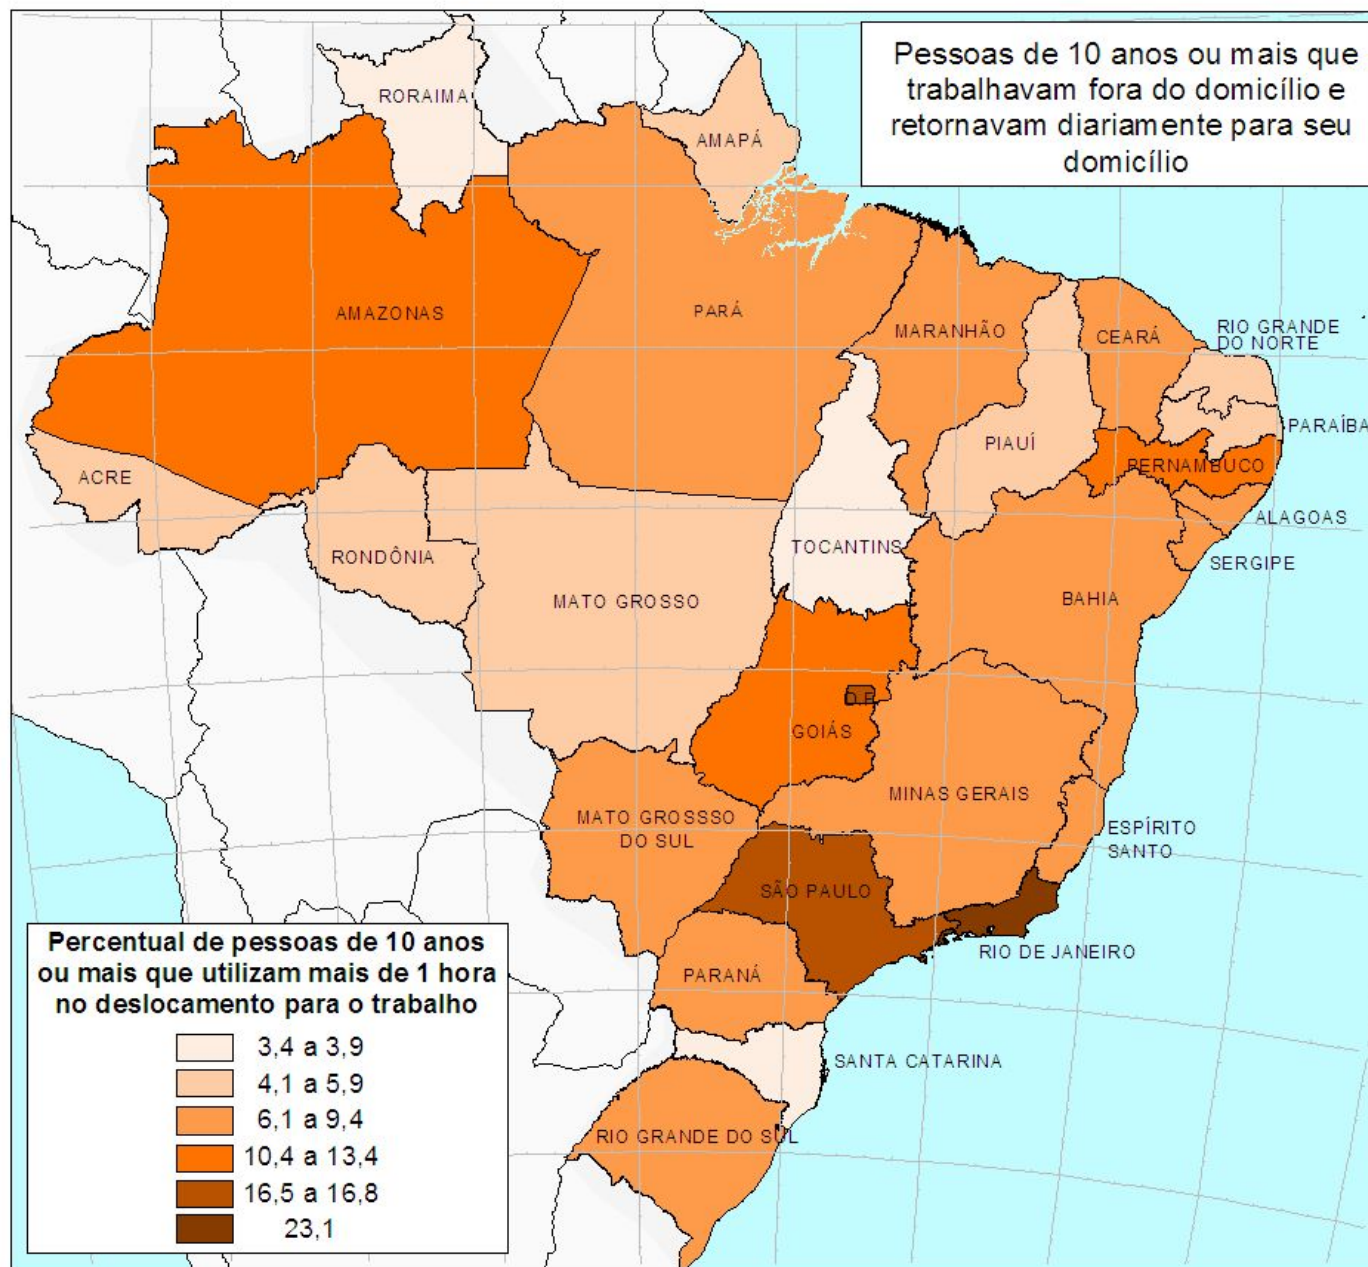 Pessoas de 10 anos ou mais que
trabalhavam fora do domicílio e
retornavam diariamente para seu
domicílio
RORAIMA
AMAPÁ
AMAZONAS
PARÁ
MARANHÃO
CEARÁ
RIO GRANDE
DO NORTE
PARAÍBA
PIAUÍ
PERNAMBUCO
ACRE
ALAGOAS
RONDÔNIA
TOCANTINS
SERGIPE
MATO GROSSO
BAHIA
D.F
GOIÁS
MINAS GERAIS
MATO GROSSSO
DO SUL
ESPÍRITO
SANTO
SÃO PAULO
RIO DE JANEIRO
PARANÁ
SANTA CATARINA
RIO GRANDE DO SUL
Percentual de pessoas de 10 anos
ou mais que utilizam mais de 1 hora
no deslocamento para o trabalho
3,4 a 3,9
4,1 a 5,9
6,1 a 9,4
10,4 a 13,4
16,5 a 16,8
23,1